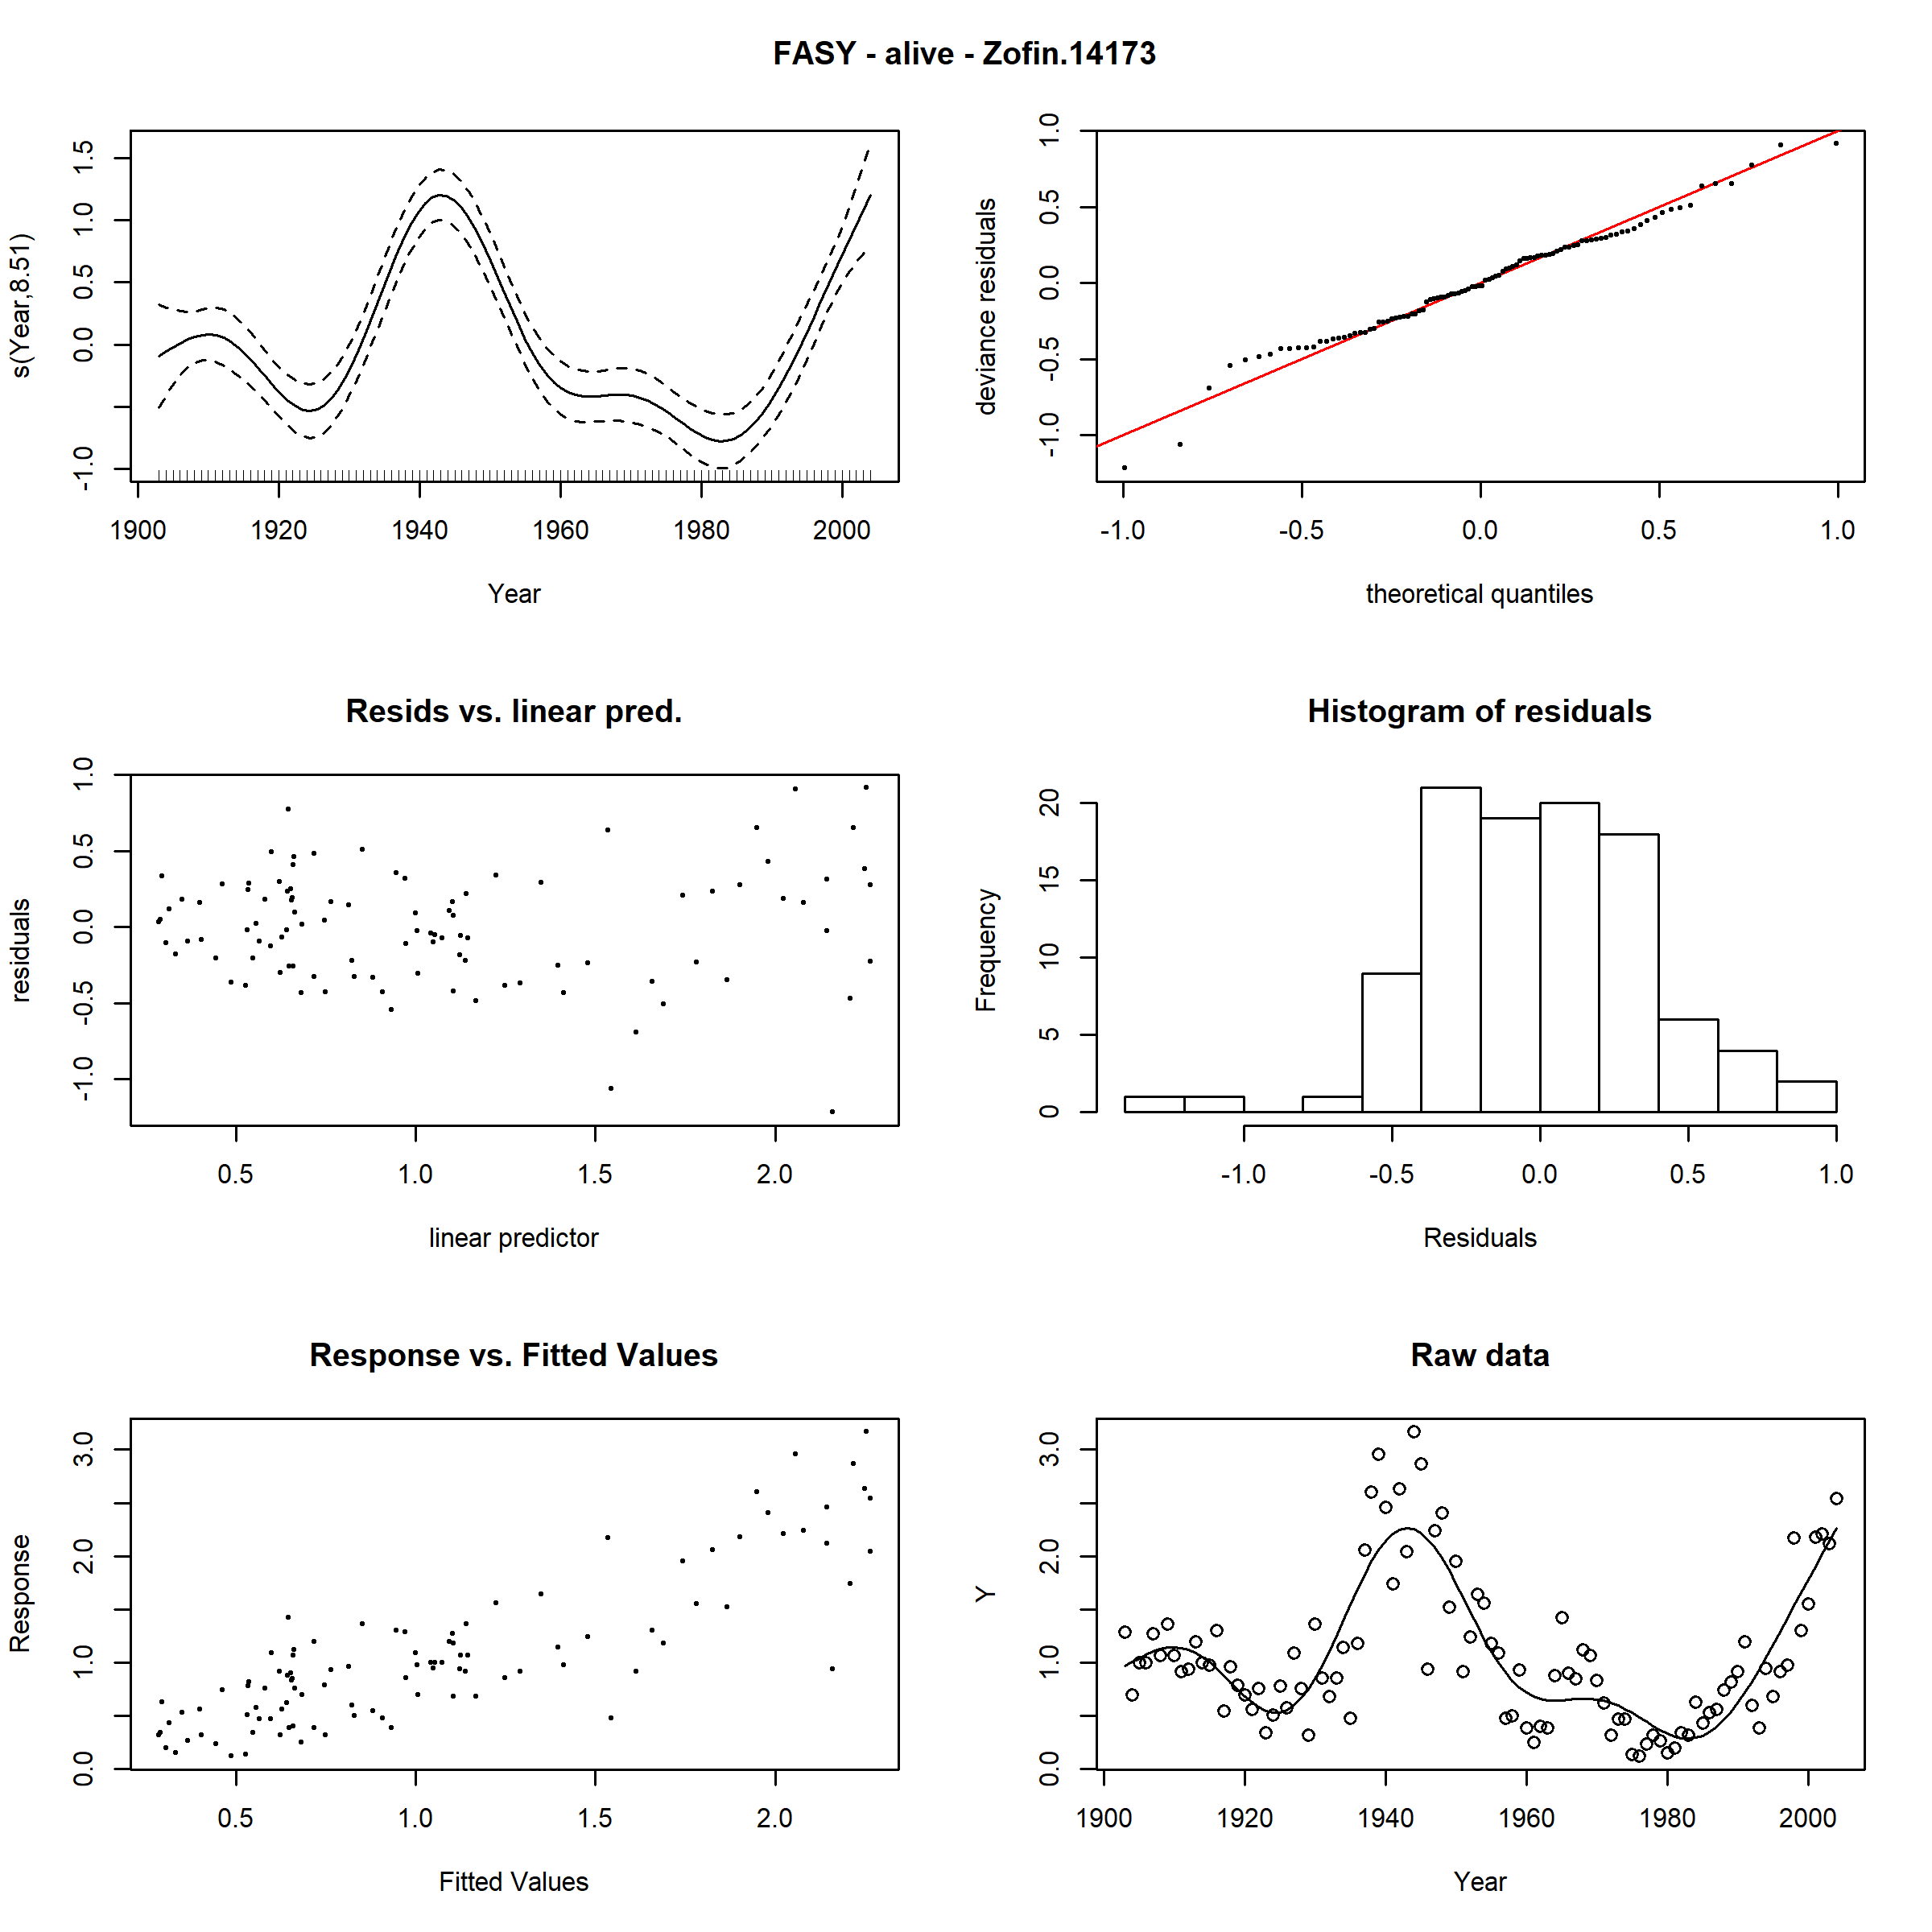 FASY - alive - Zofin.14173
s(Year,8.51)
-1.0 0.0 0.5 1.0 1.5
1900 1920 1940 1960 1980 2000
Year
deviance residuals
-1.0 -0.5 0.0 0.5 1.0
-1.0 -0.5 0.0 0.5 1.0
theoretical quantiles
Resids vs. linear pred.
residuals
-1.0 -0.5 0.0 0.5 1.0
0.5 1.0 1.5 2.0
linear predictor
Histogram of residuals
Frequency
0 5 10 15 20
-1.0 -0.5 0.0 0.5 1.0
Residuals
Response vs. Fitted Values
Response
0.0 1.0 2.0 3.0
0.5 1.0 1.5 2.0
Fitted Values
Raw data
Y
0.0 1.0 2.0 3.0
1900 1920 1940 1960 1980 2000
Year